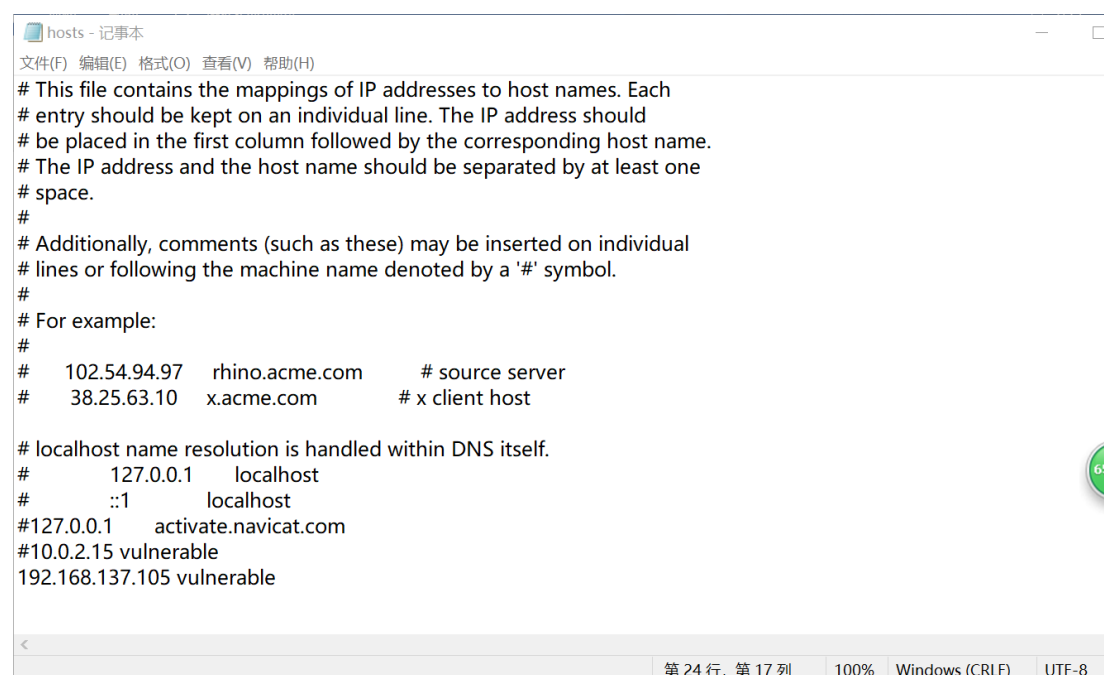 hosts - 记事本
文件(F) 编辑(E) 格式(O) 查看(V) 帮助(H)
# This file contains the mappings of IP addresses to host names. Each
# entry should be kept on an individual line. The IP address should
# be placed in the first column followed by the corresponding host name.
# The IP address and the host name should be separated by at least one
# space.
#
# Additionally, comments (such as these) may be inserted on individual
# lines or following the machine name denoted by a '#' symbol.
#
# For example:
#
# 102.54.94.97 rhino.acme.com # source server
# 38.25.63.10 x.acme.com # x client host
# localhost name resolution is handled within DNS itself.
# 127.0.0.1 localhost
# ::1 localhost
#127.0.0.1 activate.navicat.com
#10.0.2.15 vulnerable
192.168.137.105 vulnerable
第 24 行，第 17 列 100% Windows (CRLF) UTF-8